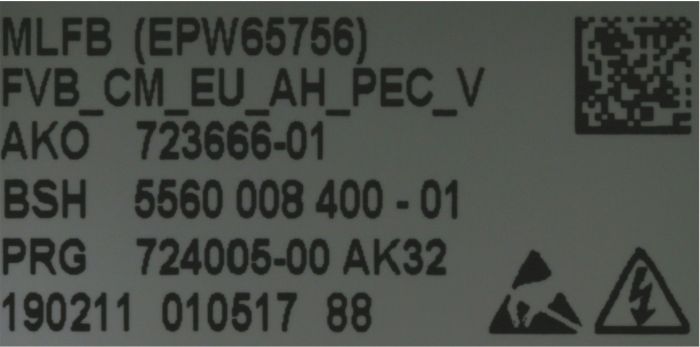 MLFB (EPW65756)
FVB_CM_EU_AH_PEC_V
AKO 723666-01
BSH 5560 008 400 - 01
PRG 724005-00 AK32
190211 010517 88